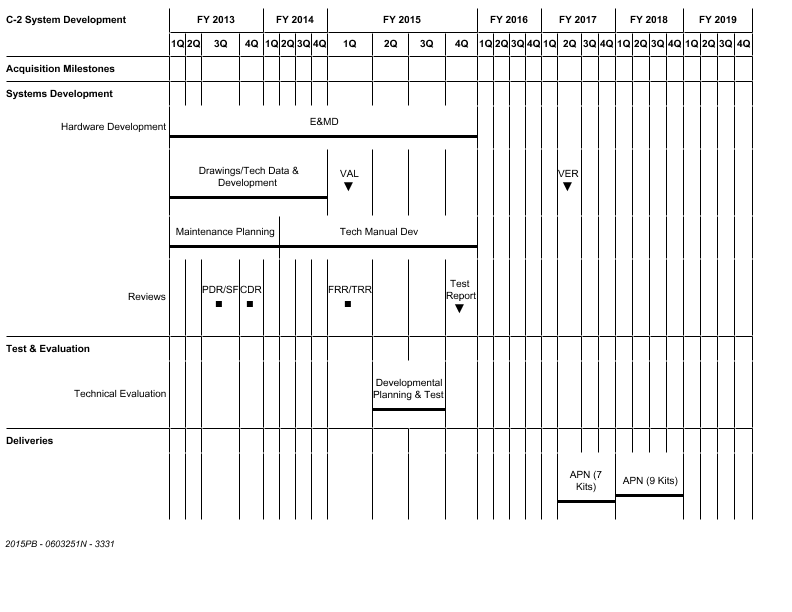 C-2 System Development FY 2013 FY 2014 FY 2015 FY 2016 FY 2017 FY 2018 FY 2019
1Q 2Q 3Q 4Q 1Q 2Q 3Q 4Q 1Q 2Q 3Q 4Q 1Q 2Q 3Q 4Q 1Q 2Q 3Q 4Q 1Q 2Q 3Q 4Q 1Q 2Q 3Q 4Q
Acquisition Milestones
Systems Development
Hardware Development E&MD
Drawings/Tech Data &
Development
VAL
VER
Maintenance Planning Tech Manual Dev
Reviews PDR/SF CDR FRR/TRR
Test
Report
Test & Evaluation
Technical Evaluation
Developmental
Planning & Test
Deliveries
APN (7
Kits)
APN (9 Kits)
2015PB - 0603251N - 3331